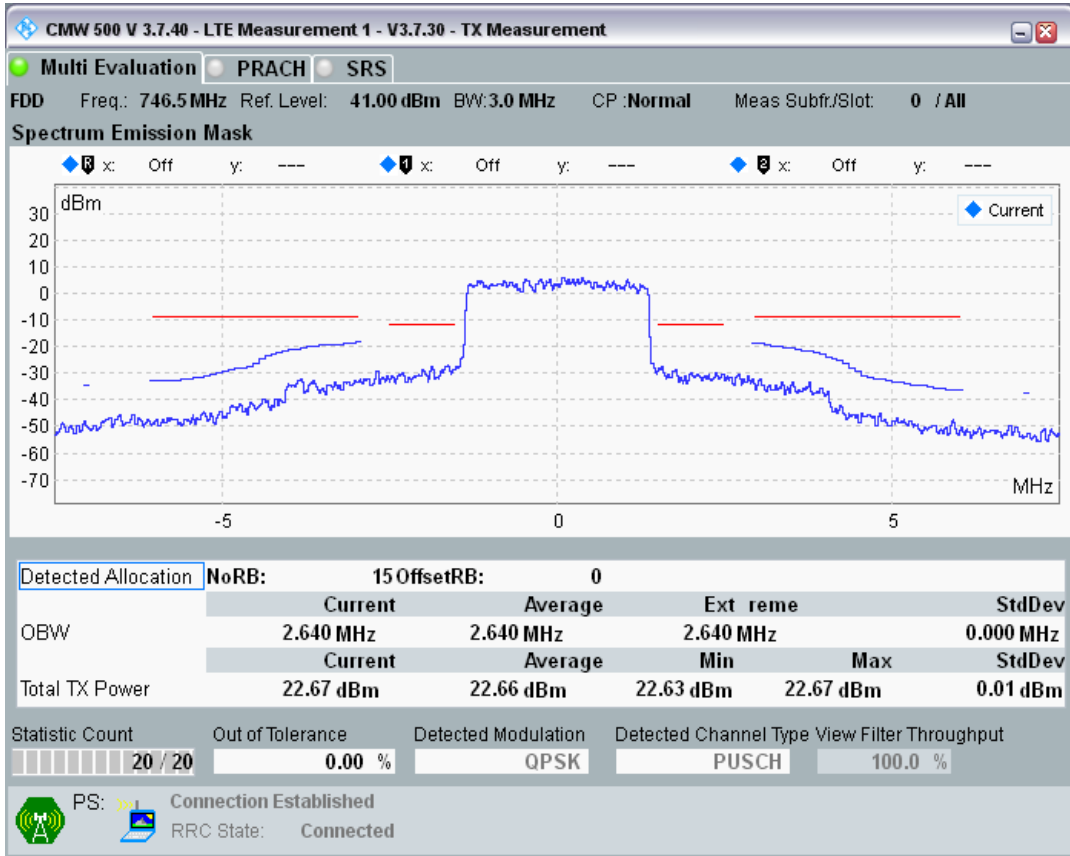 CMW 500 V 3.7.40 - LTE Measurement 1 - V3.7.30 - TX Measurement
Multi Evaluation PRACH SRS
FDD Freq.: 746.5 MHz Ref. Level: 41.00 dBm BW: 3.0 MHz CP :Normal Meas Subfr./Slot: 0 / All
Spectrum Emission Mask
R x: Off y: --- 1 x: Off y: --- 2 x: Off y: ---
dBm
Current
30
20
10
0
-10
-20
-30
-40
-50
-60
-70
MHz
-5 0 5
Detected Allocation NoRB: 15 OffsetRB: 0
Current Average Ext reme StdDev
OBW 2.640 MHz 2.640 MHz 2.640 MHz 0.000 MHz
Current Average Min Max StdDev
Total TX Power 22.67 dBm 22.66 dBm 22.63 dBm 22.67 dBm 0.01 dBm
Statistic Count Out of Tolerance Detected Modulation Detected Channel Type View Filter Throughput
20 / 20 0.00 % QPSK PUSCH 100.0 %
PS: Connection Established
RRC State: Connected